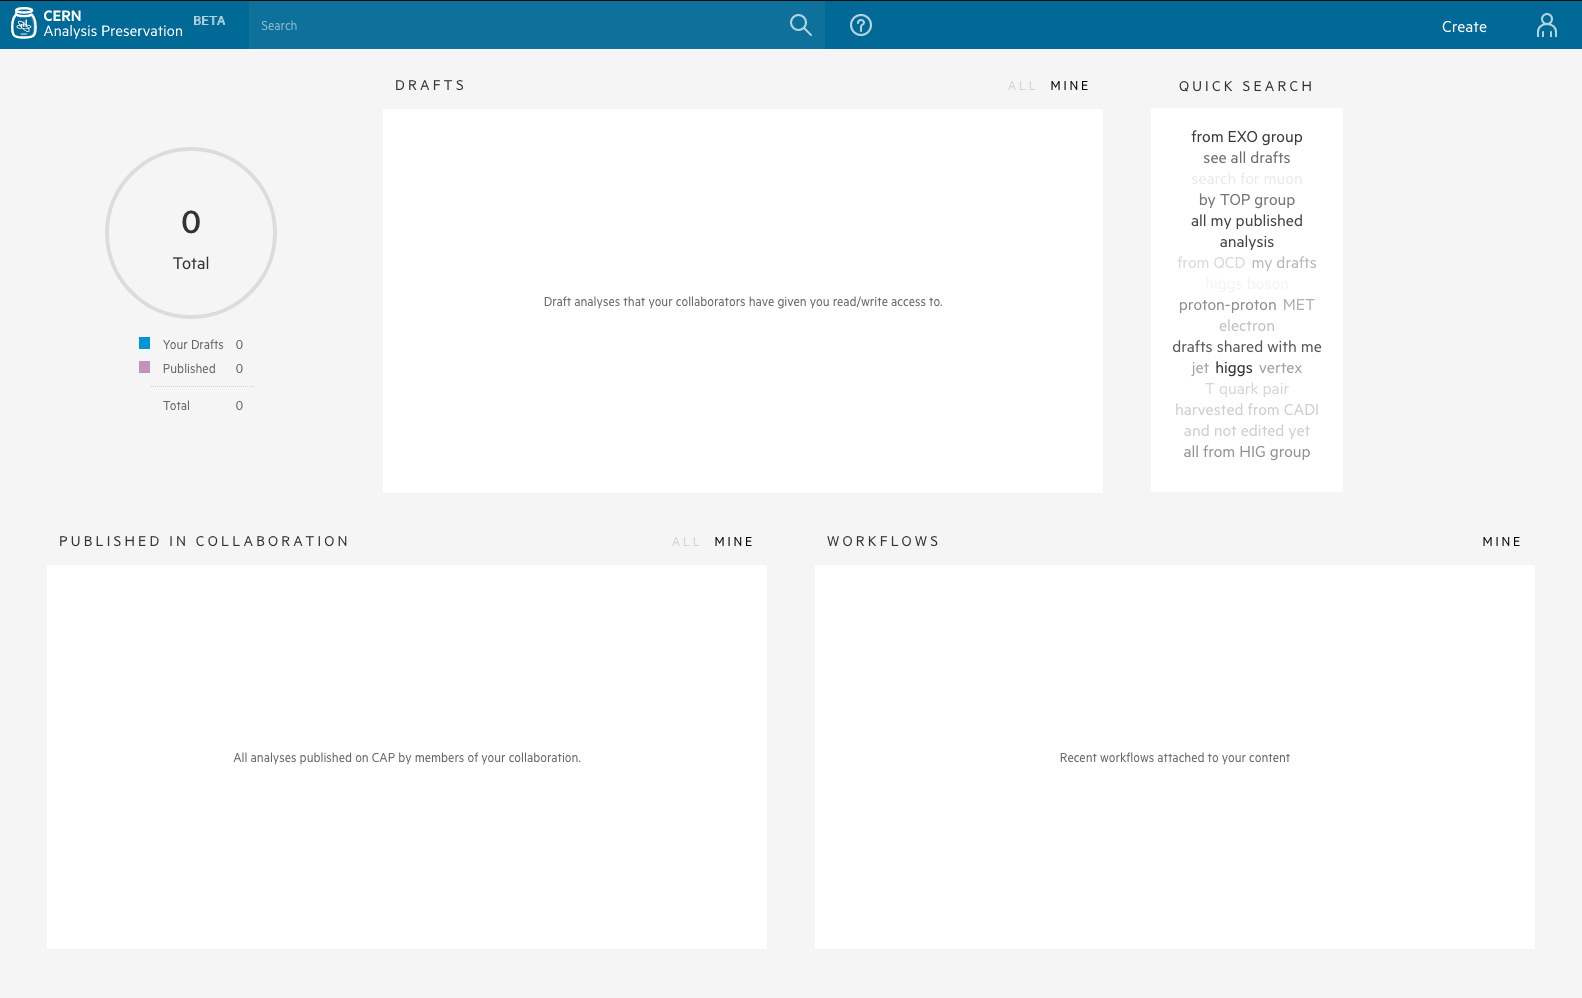 CERN
Analysis Preservation
BETA
Search
Create
DRAFTS
ALL MINE
QUICK SEARCH
0
Total
Your Drafts 0
Published 0
Total 0
Draft analyses that your collaborators have given you read/write access to.
from EXO group
see all drafts
search for muon
by TOP group
all my published
analysis
from QCD my drafts
higgs boson
proton-proton MET
electron
drafts shared with me
jet higgs vertex
T quark pair
harvested from CADI
and not edited yet
all from HIG group
PUBLISHED IN COLLABORATION
ALL MINE
WORKFLOWS
MINE
All analyses published on CAP by members of your collaboration.
Recent workflows attached to your content